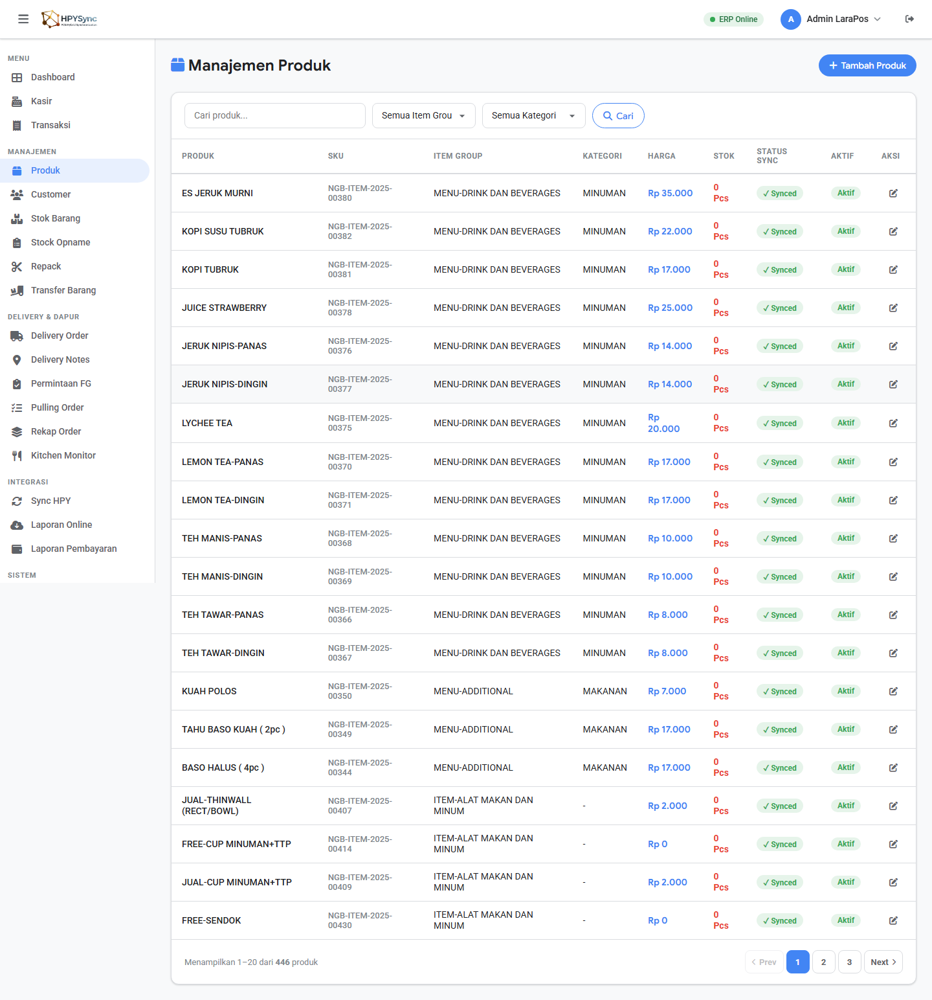 HPYSync
ERP Online
A
Admin LaraPos
MENU
Dashboard
Kasir
Transaksi
MANAJEMEN
Produk
Customer
Stok Barang
Stock Opname
Repack
Transfer Barang
DELIVERY & DAPUR
Delivery Order
Delivery Notes
Permintaan FG
Pulling Order
Rekap Order
Kitchen Monitor
INTEGRASI
Sync HPY
Laporan Online
Laporan Pembayaran
SISTEM
Manajemen Produk
+ Tambah Produk
Cari produk...
Semua Item Grou
Semua Kategori
Cari
PRODUK SKU ITEM GROUP KATEGORI HARGA STOK STATUS SYNC AKTIF AKSI
ES JERUK MURNI NGB-ITEM-2025-00380 MENU-DRINK DAN BEVERAGES MINUMAN Rp 35.000 0 Pcs ✓ Synced Aktif
KOPI SUSU TUBRUK NGB-ITEM-2025-00382 MENU-DRINK DAN BEVERAGES MINUMAN Rp 22.000 0 Pcs ✓ Synced Aktif
KOPI TUBRUK NGB-ITEM-2025-00381 MENU-DRINK DAN BEVERAGES MINUMAN Rp 17.000 0 Pcs ✓ Synced Aktif
JUICE STRAWBERRY NGB-ITEM-2025-00378 MENU-DRINK DAN BEVERAGES MINUMAN Rp 25.000 0 Pcs ✓ Synced Aktif
JERUK NIPIS-PANAS NGB-ITEM-2025-00376 MENU-DRINK DAN BEVERAGES MINUMAN Rp 14.000 0 Pcs ✓ Synced Aktif
JERUK NIPIS-DINGIN NGB-ITEM-2025-00377 MENU-DRINK DAN BEVERAGES MINUMAN Rp 14.000 0 Pcs ✓ Synced Aktif
LYCHEE TEA NGB-ITEM-2025-00375 MENU-DRINK DAN BEVERAGES MINUMAN Rp 20.000 0 Pcs ✓ Synced Aktif
LEMON TEA-PANAS NGB-ITEM-2025-00370 MENU-DRINK DAN BEVERAGES MINUMAN Rp 17.000 0 Pcs ✓ Synced Aktif
LEMON TEA-DINGIN NGB-ITEM-2025-00371 MENU-DRINK DAN BEVERAGES MINUMAN Rp 17.000 0 Pcs ✓ Synced Aktif
TEH MANIS-PANAS NGB-ITEM-2025-00368 MENU-DRINK DAN BEVERAGES MINUMAN Rp 10.000 0 Pcs ✓ Synced Aktif
TEH MANIS-DINGIN NGB-ITEM-2025-00369 MENU-DRINK DAN BEVERAGES MINUMAN Rp 10.000 0 Pcs ✓ Synced Aktif
TEH TAWAR-PANAS NGB-ITEM-2025-00366 MENU-DRINK DAN BEVERAGES MINUMAN Rp 8.000 0 Pcs ✓ Synced Aktif
TEH TAWAR-DINGIN NGB-ITEM-2025-00367 MENU-DRINK DAN BEVERAGES MINUMAN Rp 8.000 0 Pcs ✓ Synced Aktif
KUAH POLOS NGB-ITEM-2025-00350 MENU-ADDITIONAL MAKANAN Rp 7.000 0 Pcs ✓ Synced Aktif
TAHU BASO KUAH ( 2pc ) NGB-ITEM-2025-00349 MENU-ADDITIONAL MAKANAN Rp 17.000 0 Pcs ✓ Synced Aktif
BASO HALUS ( 4pc ) NGB-ITEM-2025-00344 MENU-ADDITIONAL MAKANAN Rp 17.000 0 Pcs ✓ Synced Aktif
JUAL-THINWALL (RECT/BOWL) NGB-ITEM-2025-00407 ITEM-ALAT MAKAN DAN MINUM - Rp 2.000 0 Pcs ✓ Synced Aktif
FREE-CUP MINUMAN+TTP NGB-ITEM-2025-00414 ITEM-ALAT MAKAN DAN MINUM - Rp 0 0 Pcs ✓ Synced Aktif
JUAL-CUP MINUMAN+TTP NGB-ITEM-2025-00409 ITEM-ALAT MAKAN DAN MINUM - Rp 2.000 0 Pcs ✓ Synced Aktif
FREE-SENDOK NGB-ITEM-2025-00430 ITEM-ALAT MAKAN DAN MINUM - Rp 0 0 Pcs ✓ Synced Aktif
Menampilkan 1–20 dari 446 produk
‹ Prev 1 2 3 Next ›